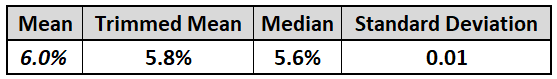 Mean Trimmed Mean Median Standard Deviation
6.0% 5.8% 5.6% 0.01